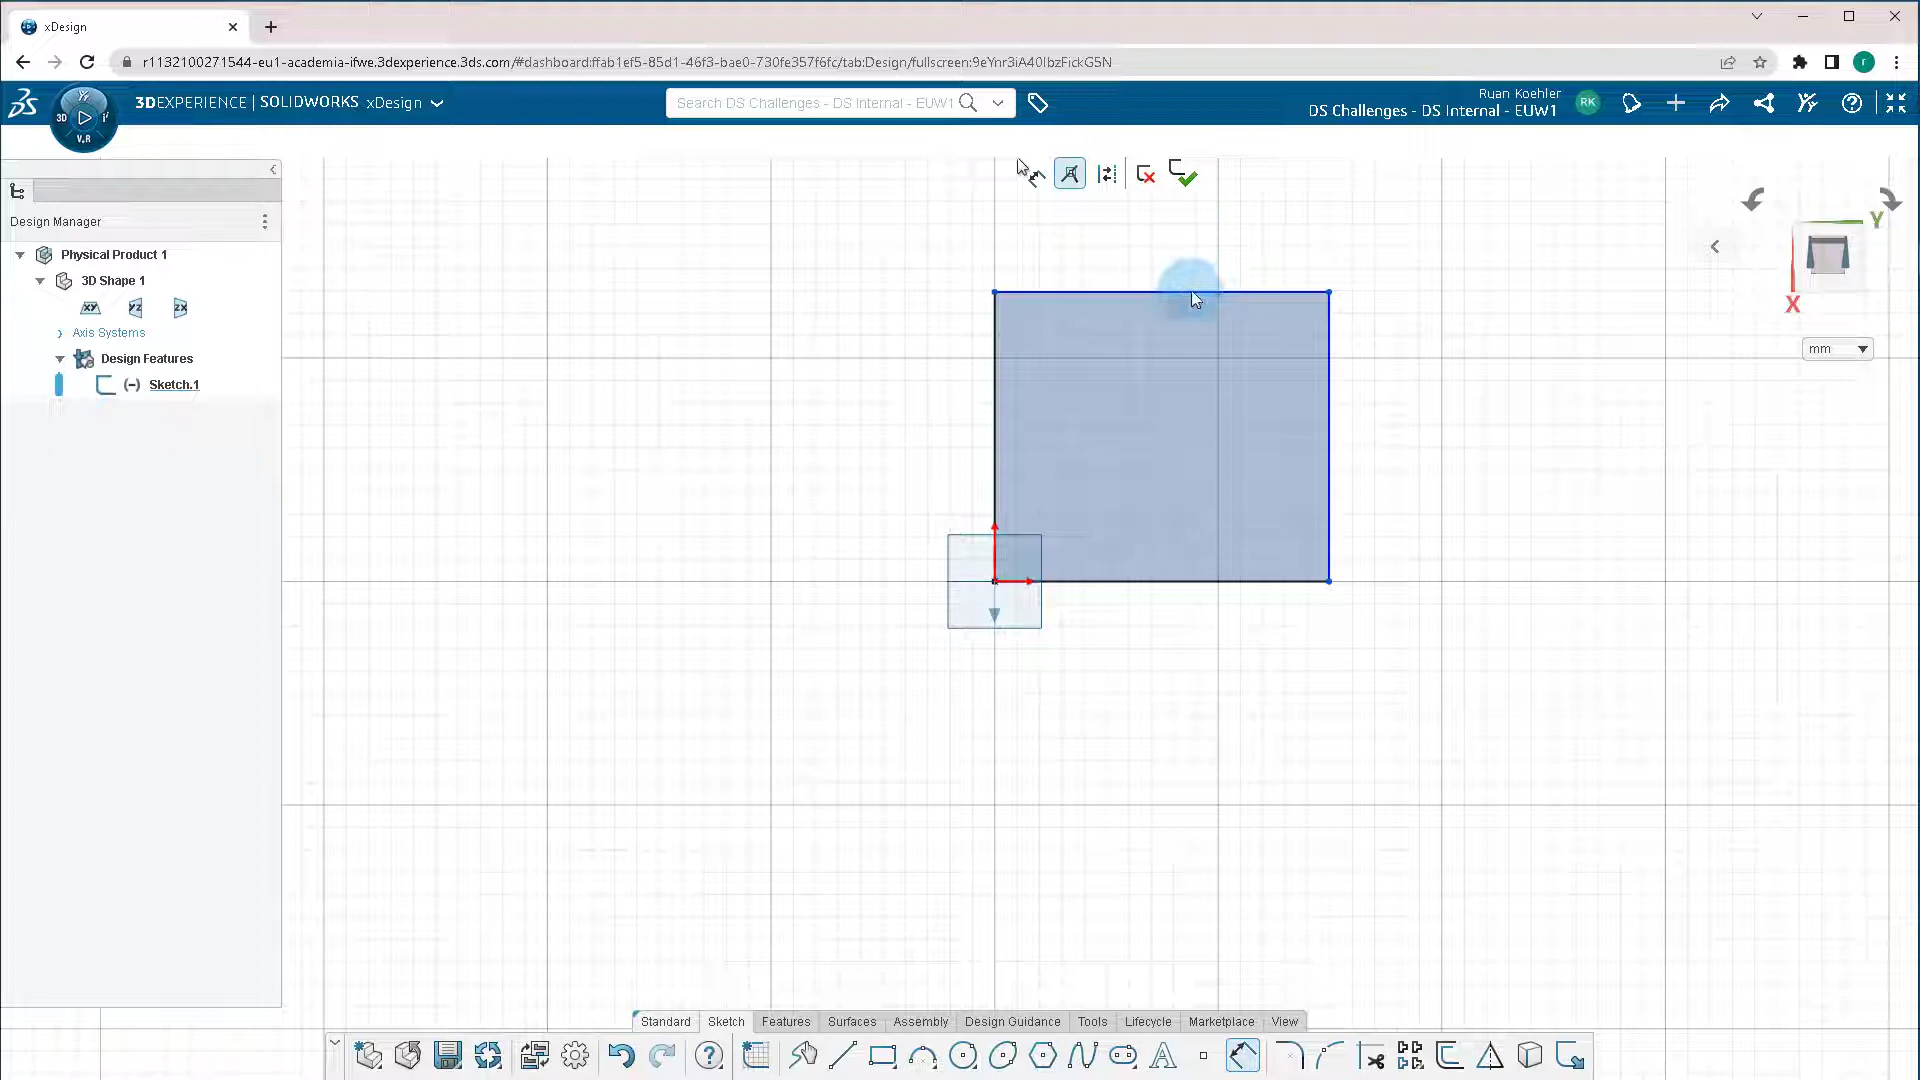 xDesign
r1132100271544-eu1-academia-ifwe.3dexperience.3ds.com/#dashboard:ffab1ef5-85d1-46f3-bae0-730fe357f6fc/tab:Design/fullscreen:9eYnr3iA40IbzFickG5N
r
3DEXPERIENCE | SOLIDWORKS xDesign
3D
V.R
Search DS Challenges - DS Internal - EUW1
Ryan Koehler
DS Challenges - DS Internal - EUW1
RK
Design Manager
Physical Product 1
3D Shape 1
XY YZ ZX
Axis Systems
Design Features
(-) Sketch.1
Y
X
mm
Standard Sketch Features Surfaces Assembly Design Guidance Tools Lifecycle Marketplace View